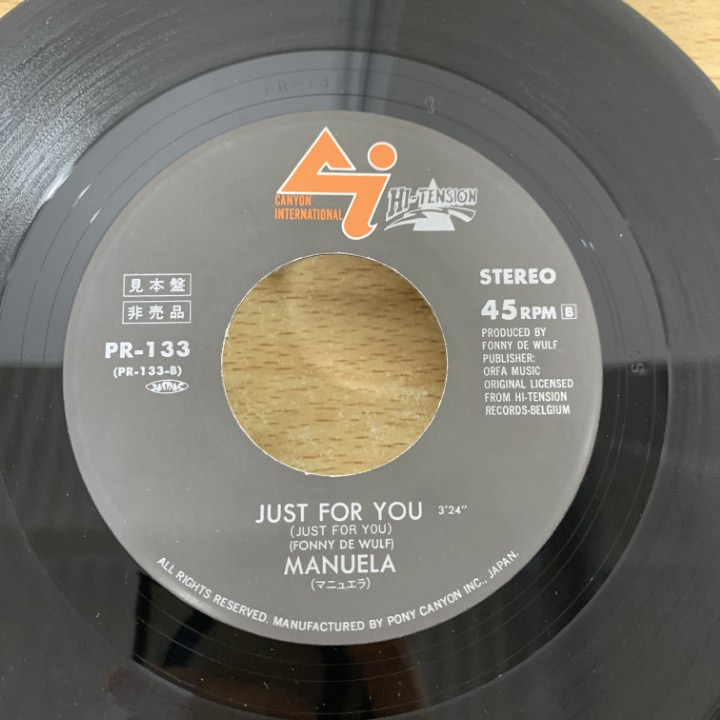 PR-133
B
CANYON
INTERNATIONAL
HI-TENSION
見本盤
非売品
PR-133
(PR-133-B)
STEREO
45 RPM B
PRODUCED BY
FONNY DE WULF
PUBLISHER:
ORFA MUSIC
ORIGINAL LICENSED
FROM HI-TENSION
RECORDS-BELGIUM
JUST FOR YOU 3'24"
(JUST FOR YOU)
(FONNY DE WULF)
MANUELA
(マニュエラ)
ALL RIGHTS RESERVED. MANUFACTURED BY PONY CANYON INC., JAPAN.